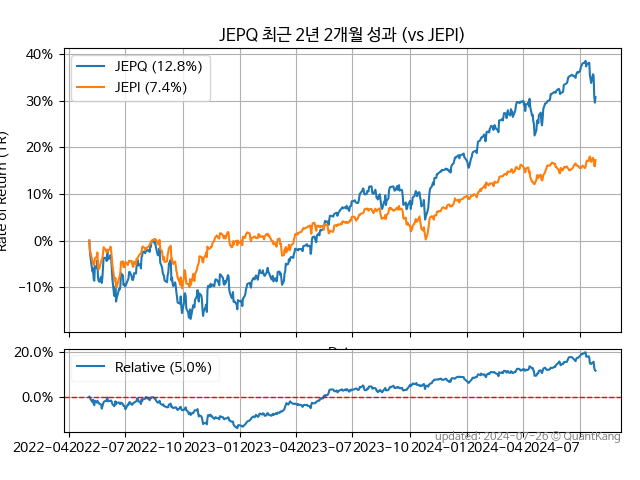 JEPQ 최근 2년 2개월 성과 (vs JEPI)
40%
30%
20%
10%
0%
−10%
Rate of Return (TR)
JEPQ (12.8%)
JEPI (7.4%)
20.0%
0.0%
Relative (5.0%)
2022-04 2022-07 2022-10 2023-01 2023-04 2023-07 2023-10 2024-01 2024-04 2024-07
updated: 2024-07-26 © QuantKang